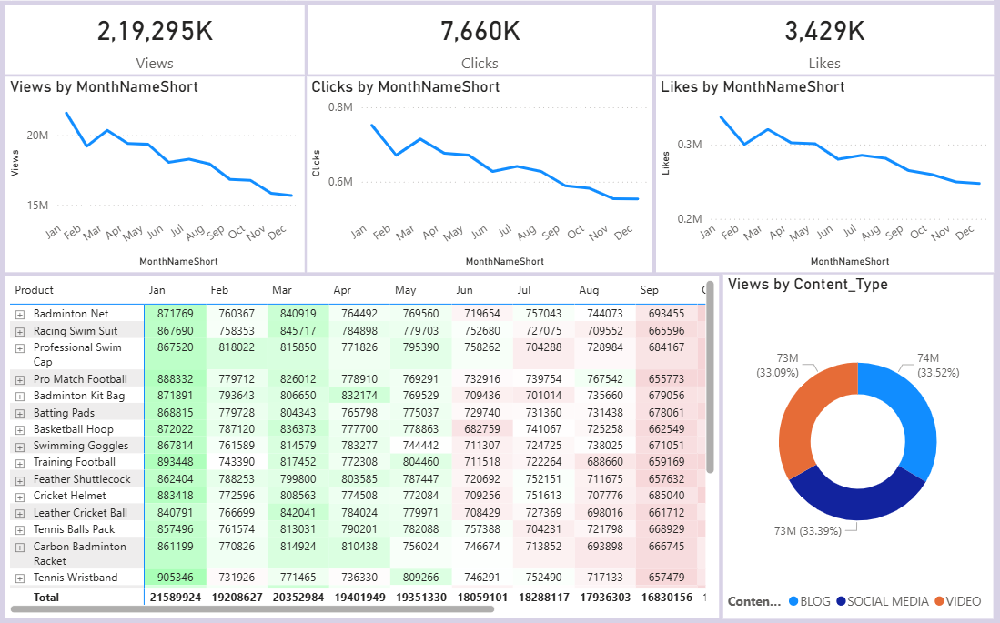 2,19,295K
Views
7,660K
Clicks
3,429K
Likes
Views by MonthNameShort
20M
15M
Views
Jan Feb Mar Apr May Jun Jul Aug Sep Oct Nov Dec
MonthNameShort
Clicks by MonthNameShort
0.8M
0.6M
Clicks
Jan Feb Mar Apr May Jun Jul Aug Sep Oct Nov Dec
MonthNameShort
Likes by MonthNameShort
0.3M
0.2M
Likes
Jan Feb Mar Apr May Jun Jul Aug Sep Oct Nov Dec
MonthNameShort
Product Jan Feb Mar Apr May Jun Jul Aug Sep
Badminton Net 871769 760367 840919 764492 769560 719654 757043 744073 693455
Racing Swim Suit 867690 758353 845717 784898 779703 752680 727075 709552 665596
Professional Swim 867520 818022 815850 771826 795390 758262 704288 728984 684167
Cap
Pro Match Football 888332 779712 826012 778910 769291 732916 739754 767542 655773
Badminton Kit Bag 871891 793643 806650 832174 769529 709436 701014 735660 679056
Batting Pads 868815 779728 804343 765798 775037 729740 731360 731438 678061
Basketball Hoop 872022 787120 836373 777700 778863 682759 741067 725258 662549
Swimming Goggles 867814 761589 814579 783277 744442 711307 724725 738025 671051
Training Football 893448 743390 817452 772308 804460 711518 722264 688660 659169
Feather Shuttlecock 862404 788253 799800 803585 787447 720692 752151 711675 657632
Cricket Helmet 883418 772596 808563 774508 772084 709256 751613 707776 685040
Leather Cricket Ball 840791 766699 842041 784024 779971 708429 727369 698016 661712
Tennis Balls Pack 857496 761574 813031 790201 782088 757388 704231 721798 668929
Carbon Badminton 861199 770826 814924 810438 756024 746674 713852 693898 666745
Racket
Tennis Wristband 905346 731926 771465 736330 809266 746291 752490 717133 657479
Total 21589924 19208627 20352984 19401949 19351330 18059101 18288117 17936303 16830156
Views by Content_Type
73M
(33.09%)
74M
(33.52%)
73M (33.39%)
Conten... BLOG SOCIAL MEDIA VIDEO